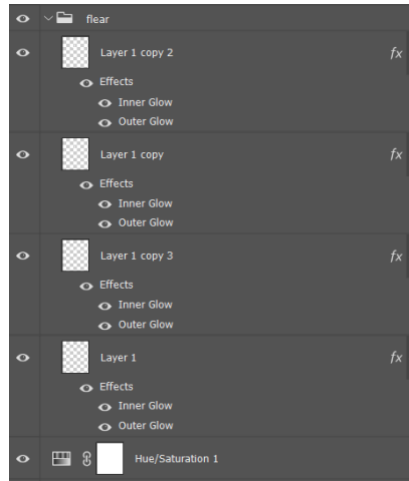 flear
Layer 1 copy 2
fx
Effects
Inner Glow
Outer Glow
Layer 1 copy
fx
Effects
Inner Glow
Outer Glow
Layer 1 copy 3
fx
Effects
Inner Glow
Outer Glow
Layer 1
fx
Effects
Inner Glow
Outer Glow
Hue/Saturation 1